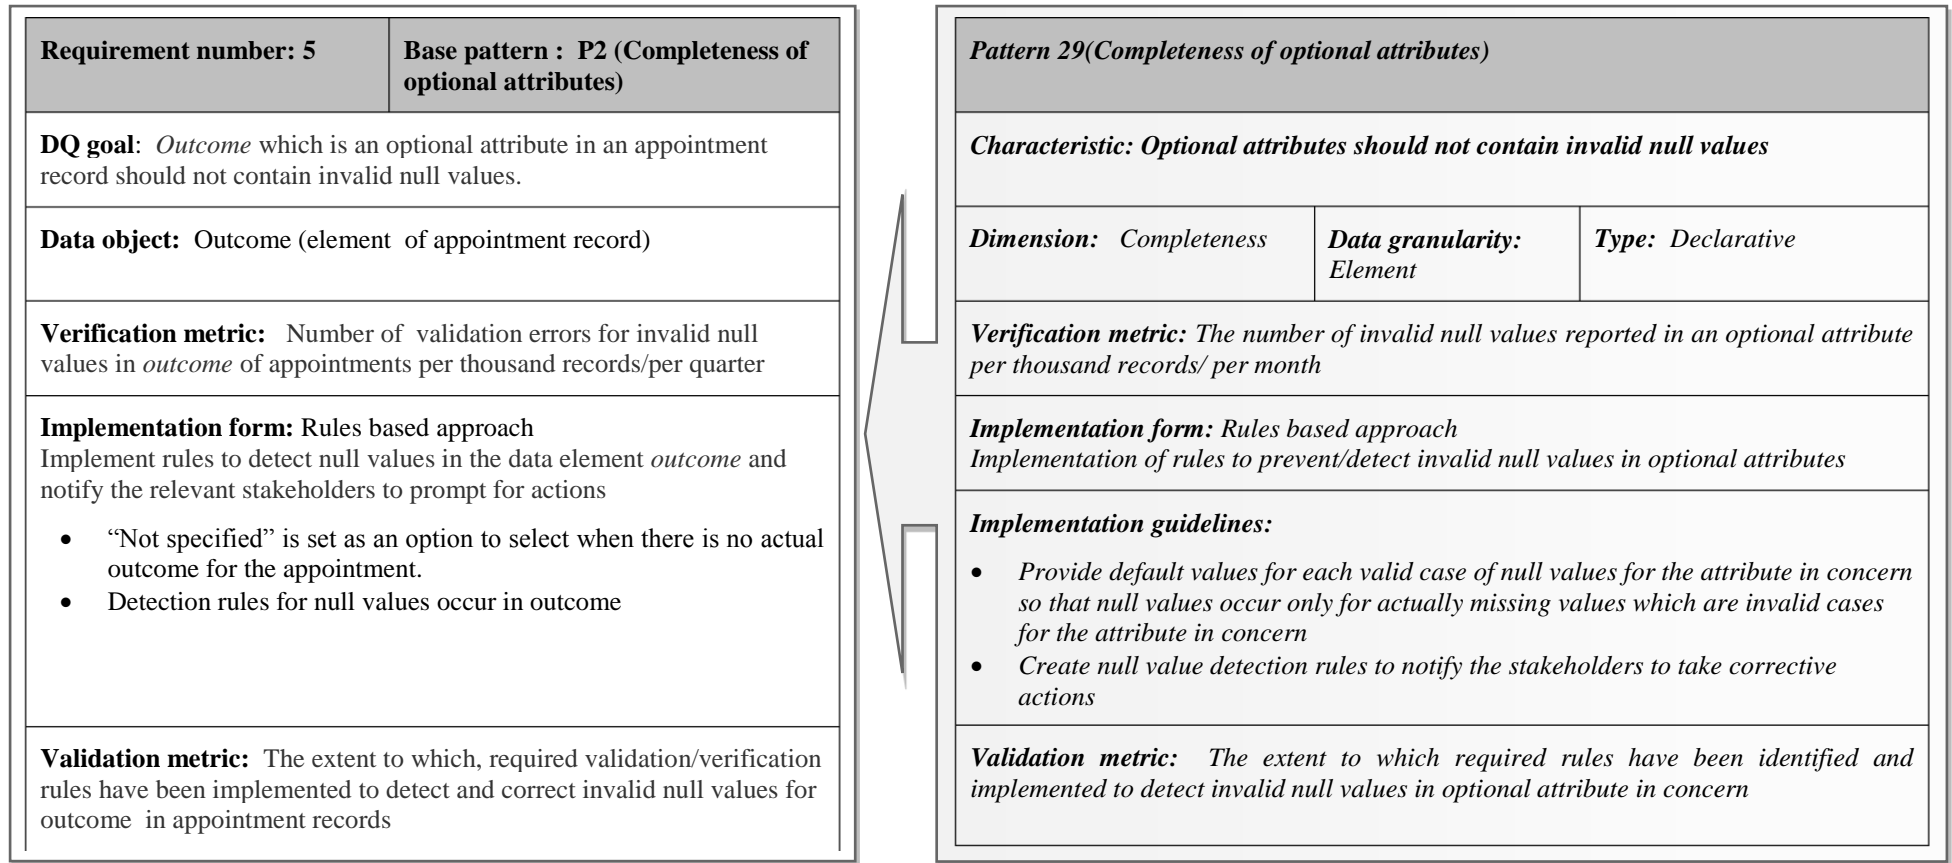 Requirement number: 5
Base pattern : P2 (Completeness of
optional attributes)
DQ goal: Outcome which is an optional attribute in an appointment
record should not contain invalid null values.
Data object: Outcome (element of appointment record)
Verification metric: Number of validation errors for invalid null
values in outcome of appointments per thousand records/per quarter
Implementation form: Rules based approach
Implement rules to detect null values in the data element outcome and
notify the relevant stakeholders to prompt for actions
• “Not specified” is set as an option to select when there is no actual
outcome for the appointment.
• Detection rules for null values occur in outcome
Validation metric: The extent to which, required validation/verification
rules have been implemented to detect and correct invalid null values for
outcome in appointment records
Pattern 29(Completeness of optional attributes)
Characteristic: Optional attributes should not contain invalid null values
Dimension: Completeness
Data granularity:
Element
Type: Declarative
Verification metric: The number of invalid null values reported in an optional attribute
per thousand records/ per month
Implementation form: Rules based approach
Implementation of rules to prevent/detect invalid null values in optional attributes
Implementation guidelines:
• Provide default values for each valid case of null values for the attribute in concern
so that null values occur only for actually missing values which are invalid cases
for the attribute in concern
• Create null value detection rules to notify the stakeholders to take corrective
actions
Validation metric: The extent to which required rules have been identified and
implemented to detect invalid null values in optional attribute in concern